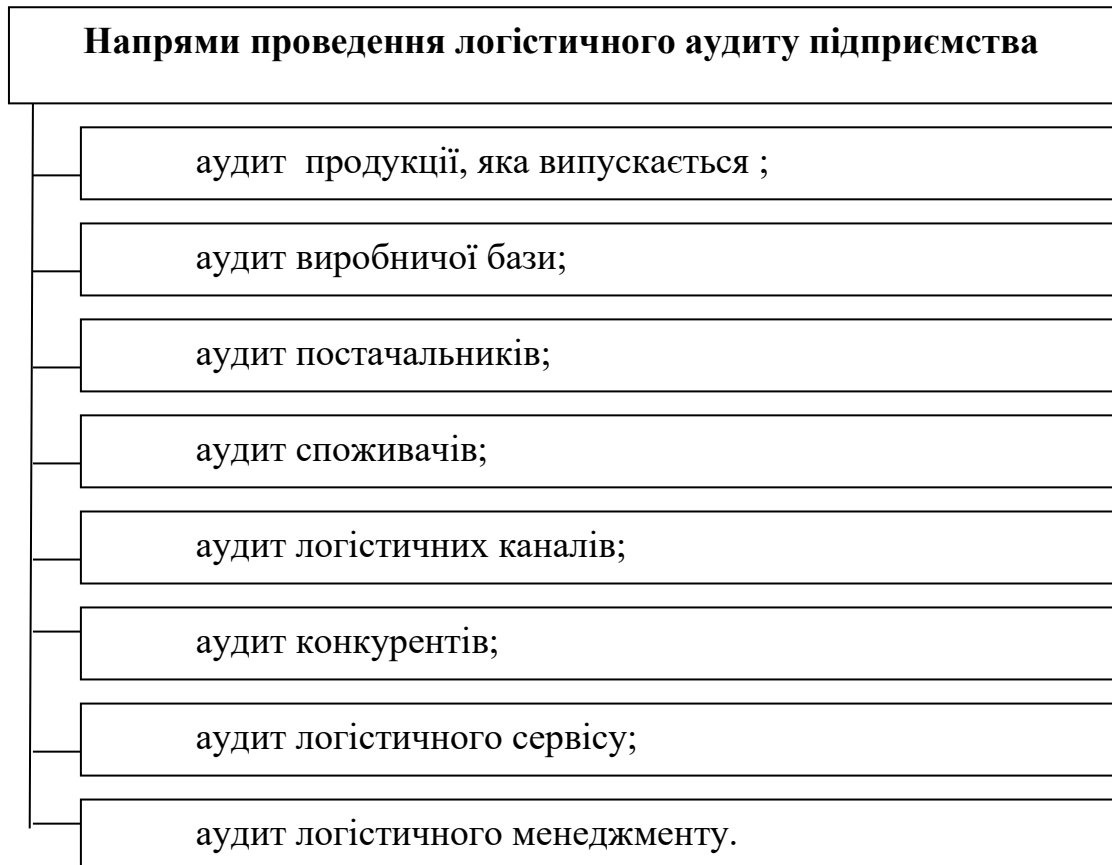 Напрями проведення логістичного аудиту підприємства
аудит продукції, яка випускається ;
аудит виробничої бази;
аудит постачальників;
аудит споживачів;
аудит логістичних каналів;
аудит конкурентів;
аудит логістичного сервісу;
аудит логістичного менеджменту.